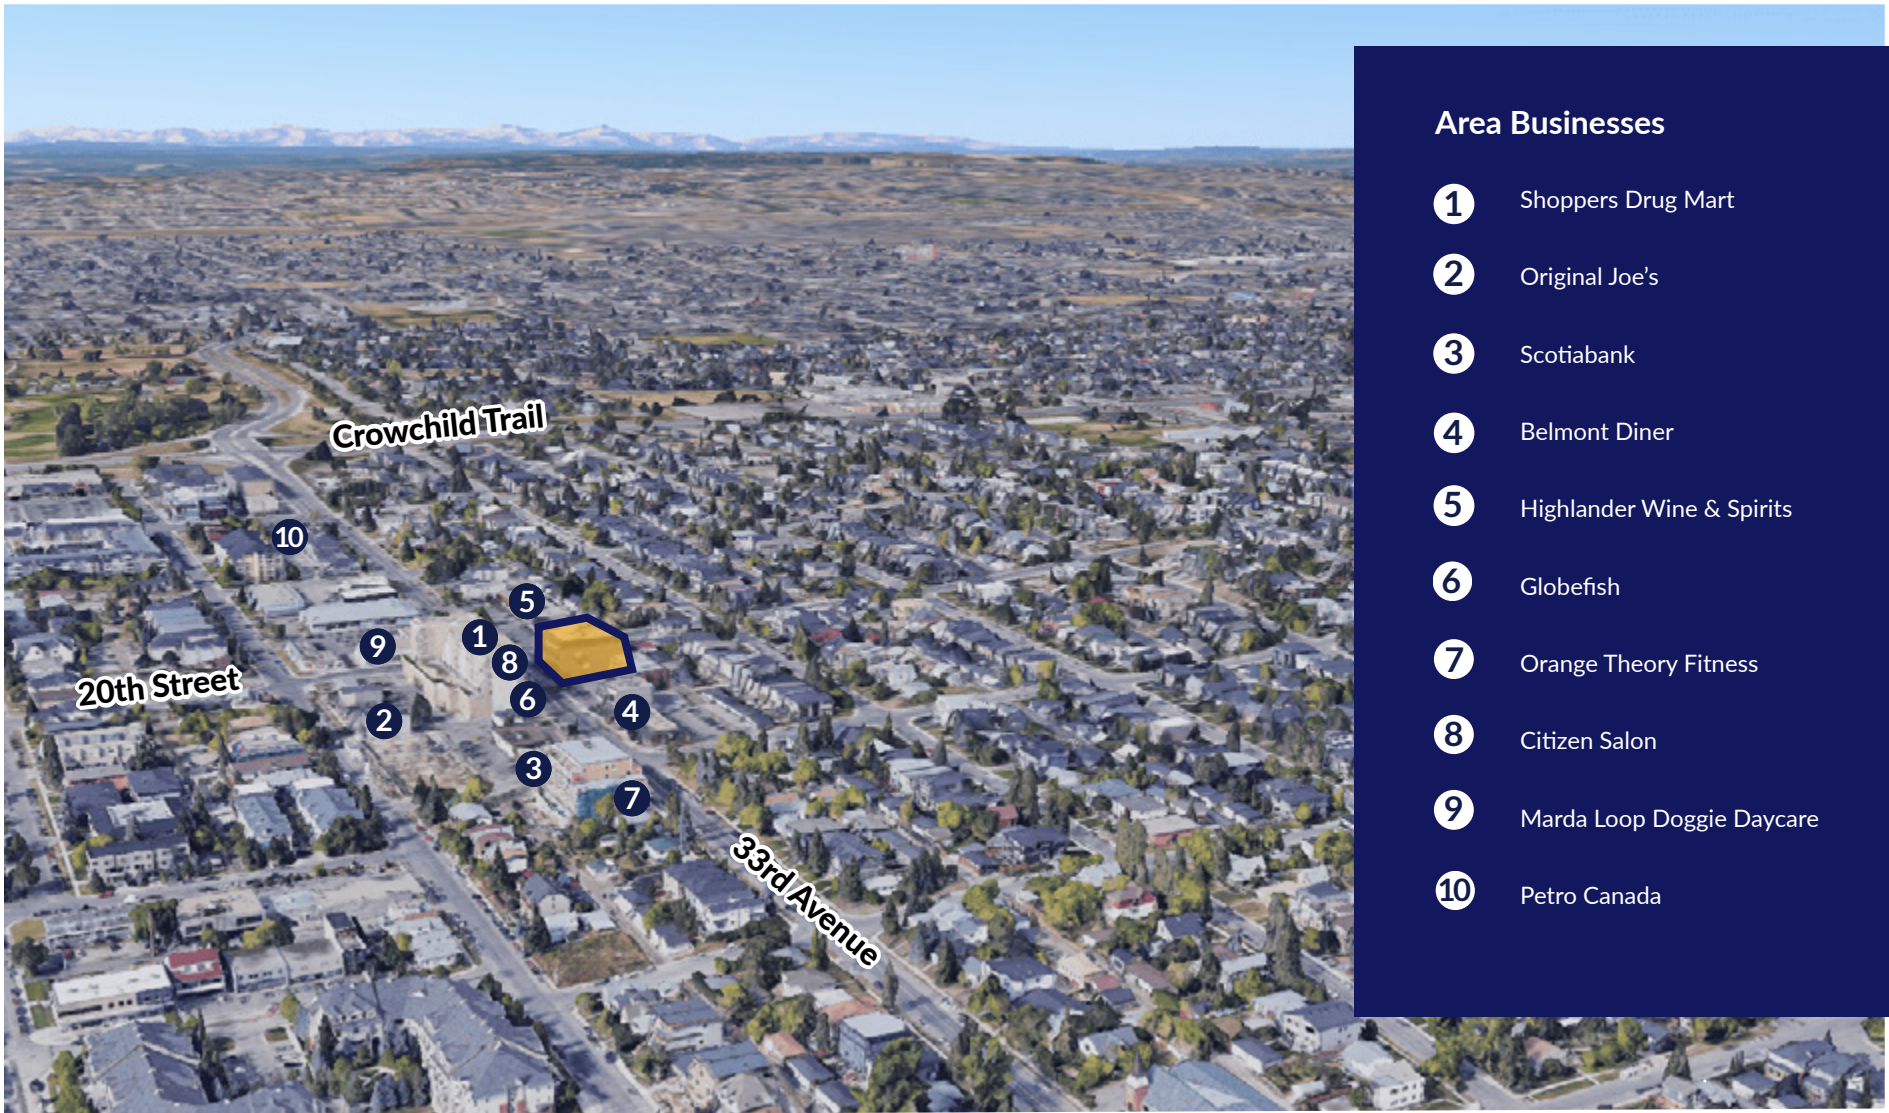 Area Businesses
1 Shoppers Drug Mart
2 Original Joe’s
3 Scotiabank
4 Belmont Diner
5 Highlander Wine & Spirits
6 Globefish
7 Orange Theory Fitness
8 Citizen Salon
9 Marda Loop Doggie Daycare
10 Petro Canada
Crowchild Trail
10
5
1
9
8
20th Street
6
4
2
3
7
33rd Avenue